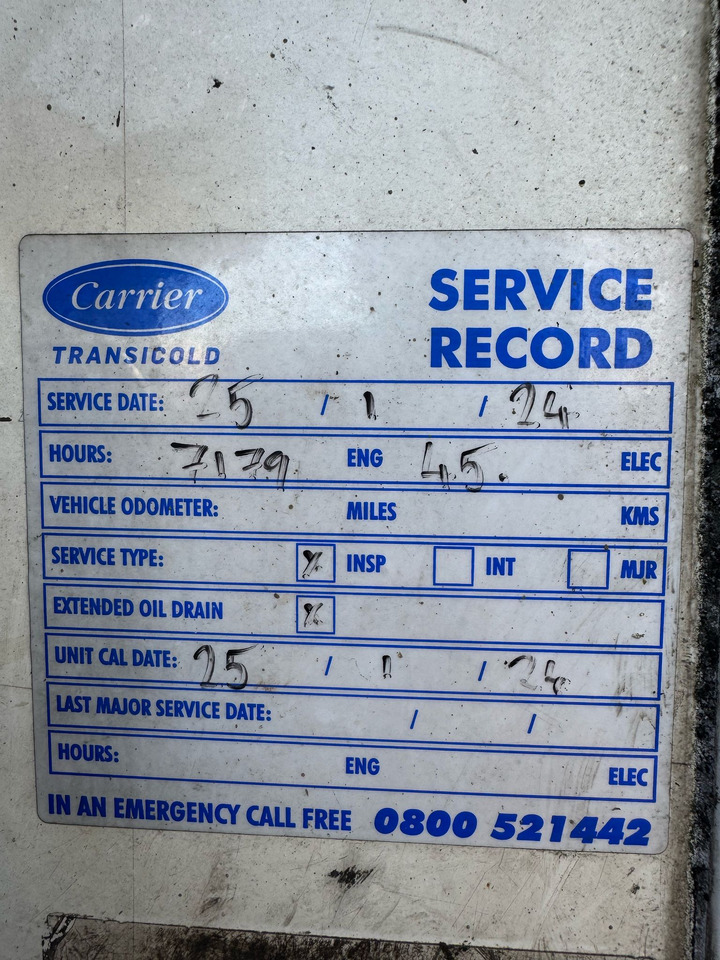 Carrier
TRANSICOLD
SERVICE
RECORD
SERVICE DATE: 25 / 1 / 24
HOURS: 7179 ENG 45. ELEC
VEHICLE ODOMETER: MILES KMS
SERVICE TYPE: X INSP INT MJR
EXTENDED OIL DRAIN X
UNIT CAL DATE: 25 / 1 / 24
LAST MAJOR SERVICE DATE: / /
HOURS: ENG ELEC
IN AN EMERGENCY CALL FREE 0800 521442